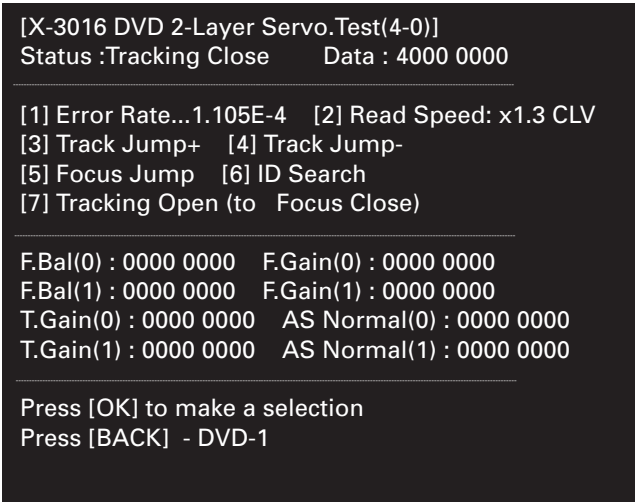 [X-3016 DVD 2-Layer Servo.Test(4-0)]
Status :Tracking Close Data : 4000 0000
[1] Error Rate...1.105E-4 [2] Read Speed: x1.3 CLV
[3] Track Jump+ [4] Track Jump-
[5] Focus Jump [6] ID Search
[7] Tracking Open (to Focus Close)
F.Bal(0) : 0000 0000 F.Gain(0) : 0000 0000
F.Bal(1) : 0000 0000 F.Gain(1) : 0000 0000
T.Gain(0) : 0000 0000 AS Normal(0) : 0000 0000
T.Gain(1) : 0000 0000 AS Normal(1) : 0000 0000
Press [OK] to make a selection
Press [BACK] - DVD-1